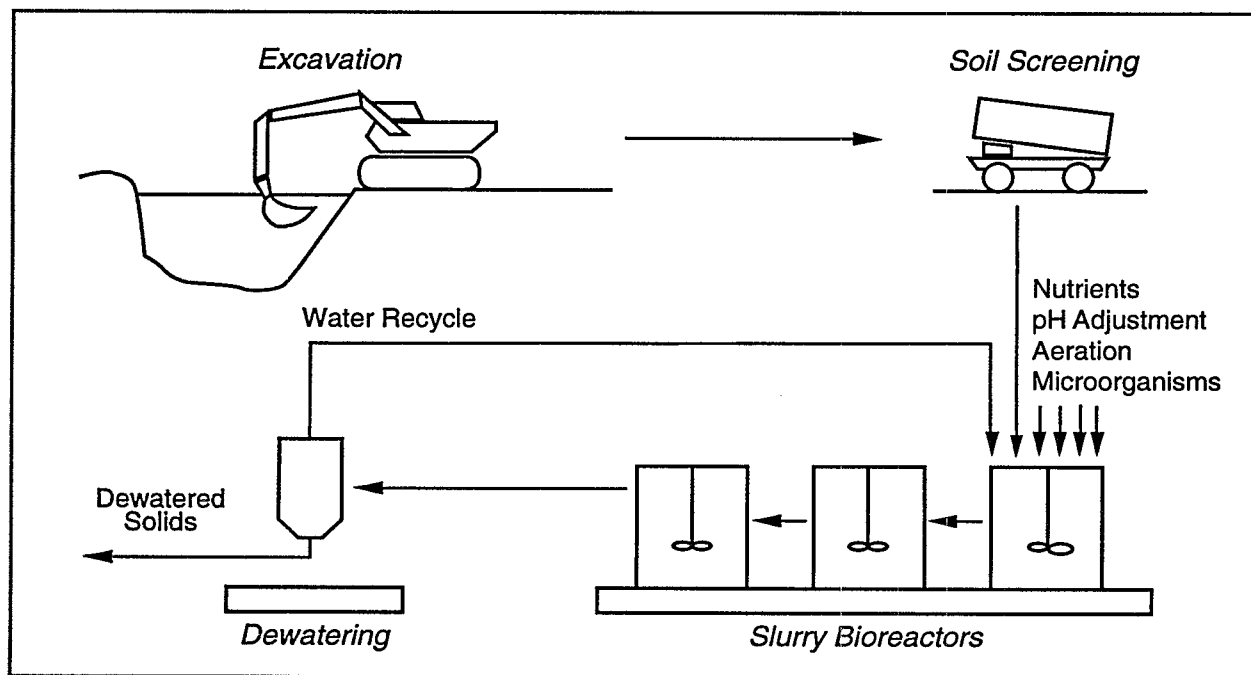 Excavation
Soil Screening
Nutrients
pH Adjustment
Aeration
Microorganisms
Water Recycle
Dewatered
Solids
Dewatering
Slurry Bioreactors